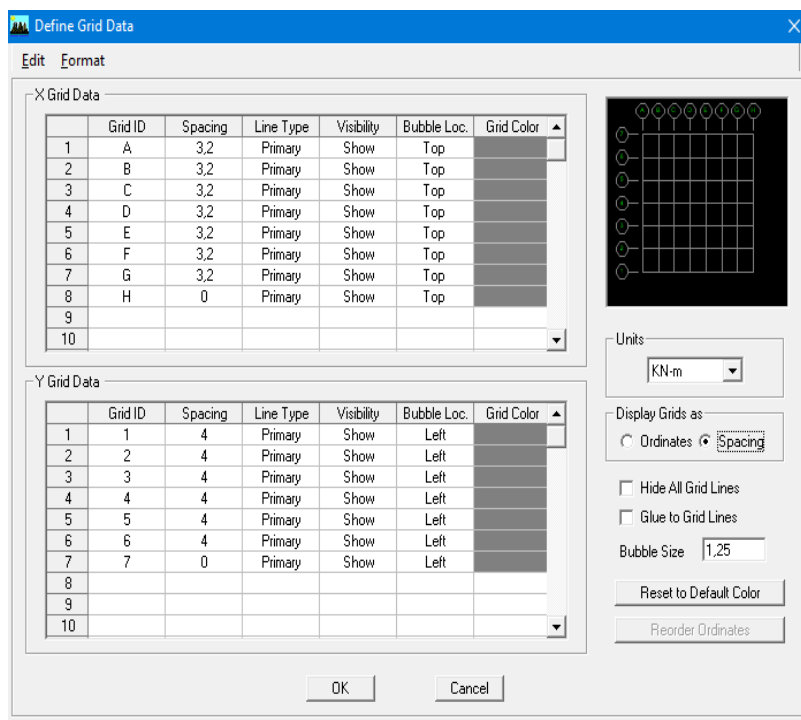 Define Grid Data
Edit Format
X Grid Data
Grid ID Spacing Line Type Visibility Bubble Loc. Grid Color
1 A 3,2 Primary Show Top
2 B 3,2 Primary Show Top
3 C 3,2 Primary Show Top
4 D 3,2 Primary Show Top
5 E 3,2 Primary Show Top
6 F 3,2 Primary Show Top
7 G 3,2 Primary Show Top
8 H 0 Primary Show Top
9
10
Units
KN-m
Y Grid Data
Grid ID Spacing Line Type Visibility Bubble Loc. Grid Color
1 1 4 Primary Show Left
2 2 4 Primary Show Left
3 3 4 Primary Show Left
4 4 4 Primary Show Left
5 5 4 Primary Show Left
6 6 4 Primary Show Left
7 7 0 Primary Show Left
8
9
10
Display Grids as
Ordinates Spacing
Hide All Grid Lines
Glue to Grid Lines
Bubble Size 1,25
Reset to Default Color
Reorder Ordinates
OK Cancel